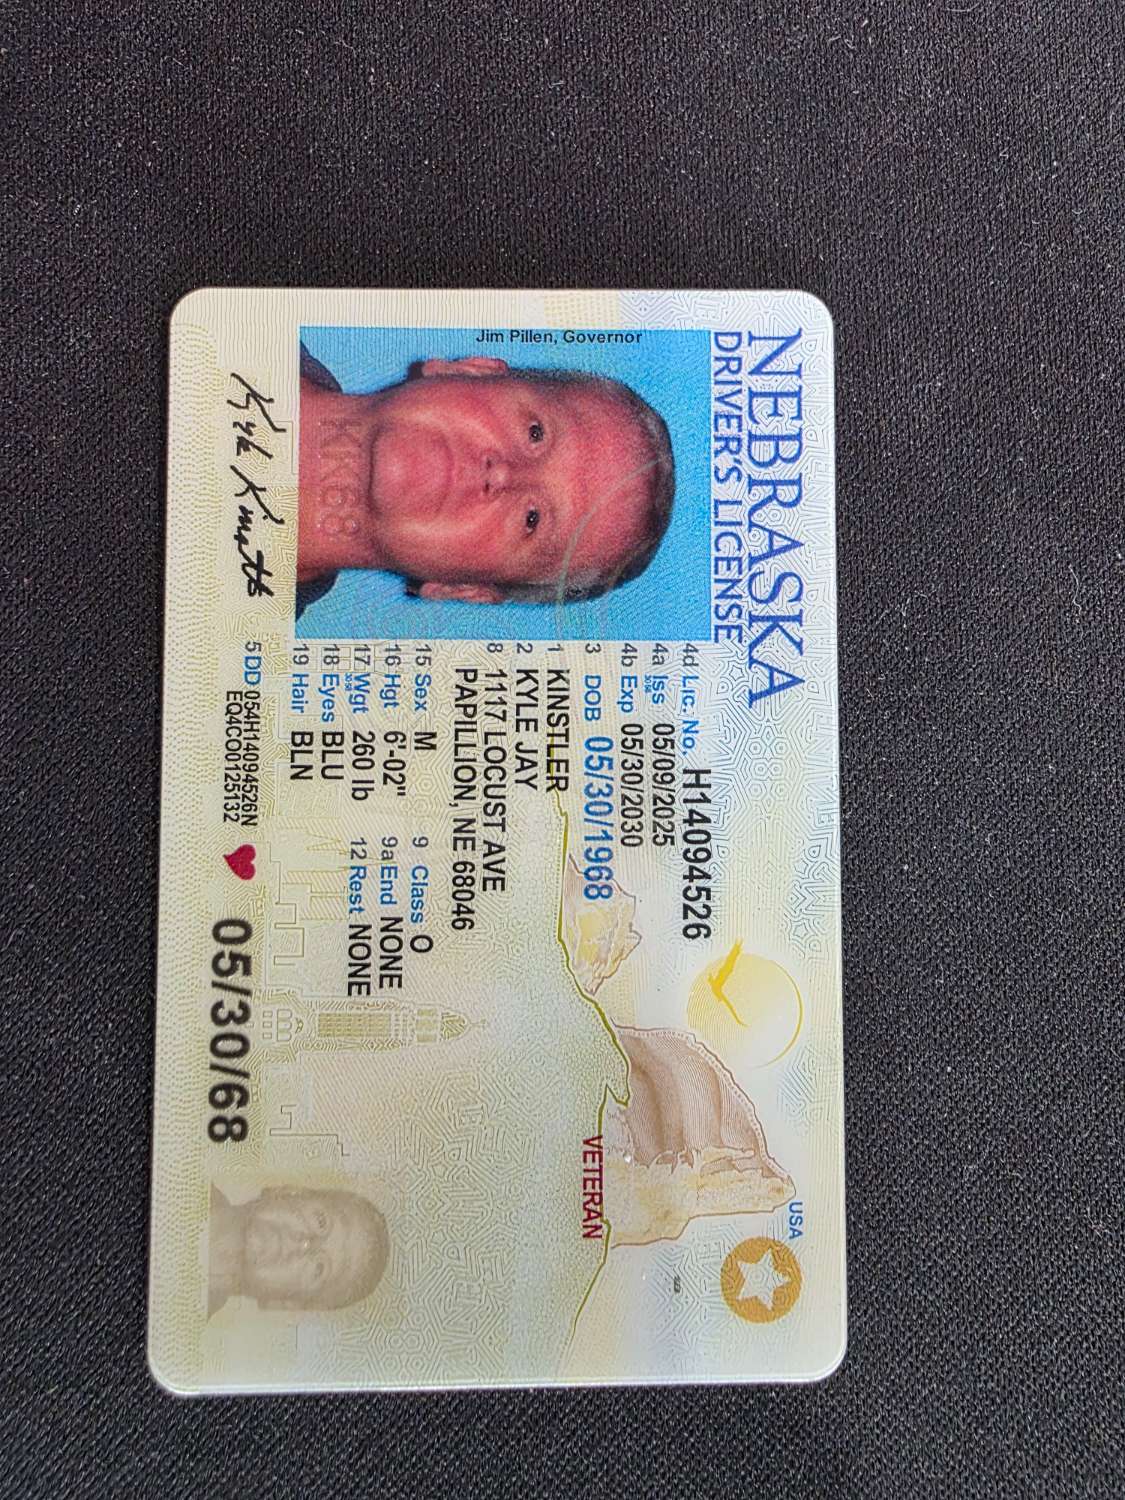 NEBRASKA
USA
DRIVER'S LICENSE
4d Lic. No. H14094526
4a Iss 05/09/2025
4b Exp 05/30/2030
3 DOB 05/30/1968
VETERAN
1 KINSTLER
2 KYLE JAY
8 1117 LOCUST AVE
PAPILLION, NE 68046
15 Sex M 9 Class O
16 Hgt 6'-02" 9a End NONE
17 Wgt 260 lb 12 Rest NONE
18 Eyes BLU
19 Hair BLN
5 DD 054H14094526N
EQ4CO0125132
05/30/68
Jim Pillen, Governor
KK68